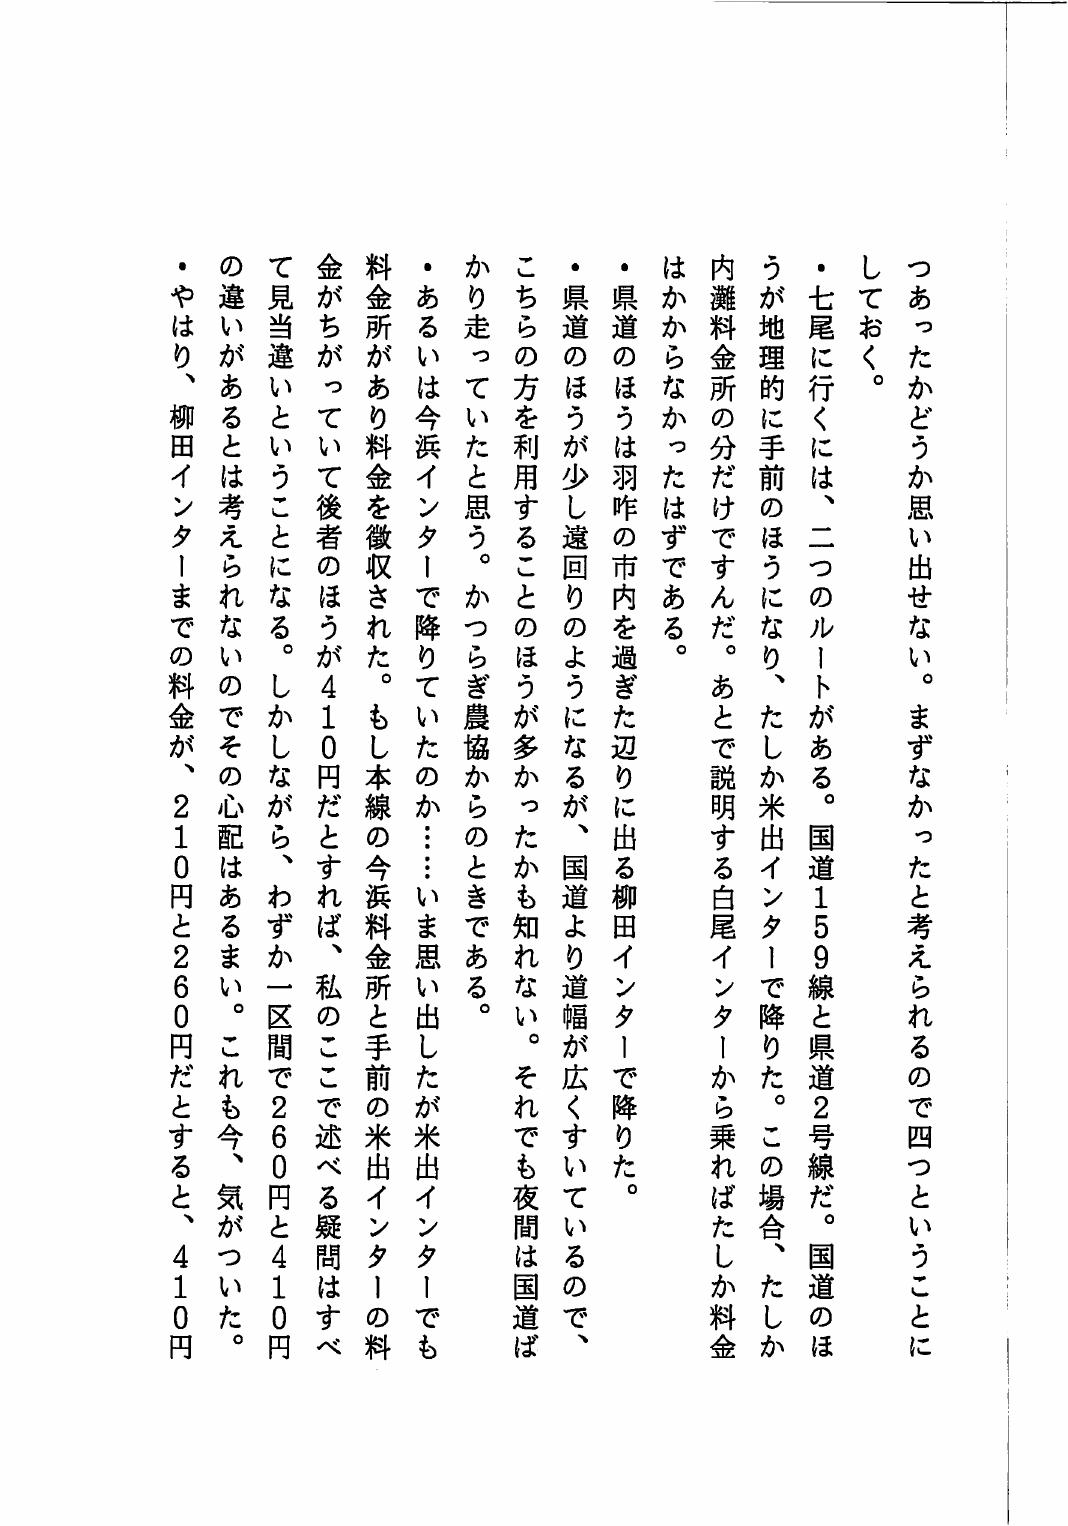 つあったかどうか思い出せない。まずなかったと考えられるので四つということに
しておく。
・七尾に行くには、二つのルートがある。国道159線と県道2号線だ。国道のほ
うが地理的に手前のほうになり、たしか米出インターで降りた。この場合、たしか
内灘料金所の分だけですんだ。あとで説明する白尾インターから乗ればたしか料金
はかからなかったはずである。
・県道のほうは羽咋の市内を過ぎた辺りに出る柳田インターで降りた。
・県道のほうが少し遠回りのようになるが、国道より道幅が広くすいているので、
こちらの方を利用することのほうが多かったかも知れない。それでも夜間は国道ば
かり走っていたと思う。かつらぎ農協からのときである。
・あるいは今浜インターで降りていたのか……いま思い出したが米出インターでも
料金所があり料金を徴収された。もし本線の今浜料金所と手前の米出インターの料
金がちがっていて後者のほうが410円だとすれば、私のここで述べる疑問はすべ
て見当違いということになる。しかしながら、わずか一区間で260円と410円
の違いがあるとは考えられないのでその心配はあるまい。これも今、気がついた。
・やはり、柳田インターまでの料金が、210円と260円だとすると、410円